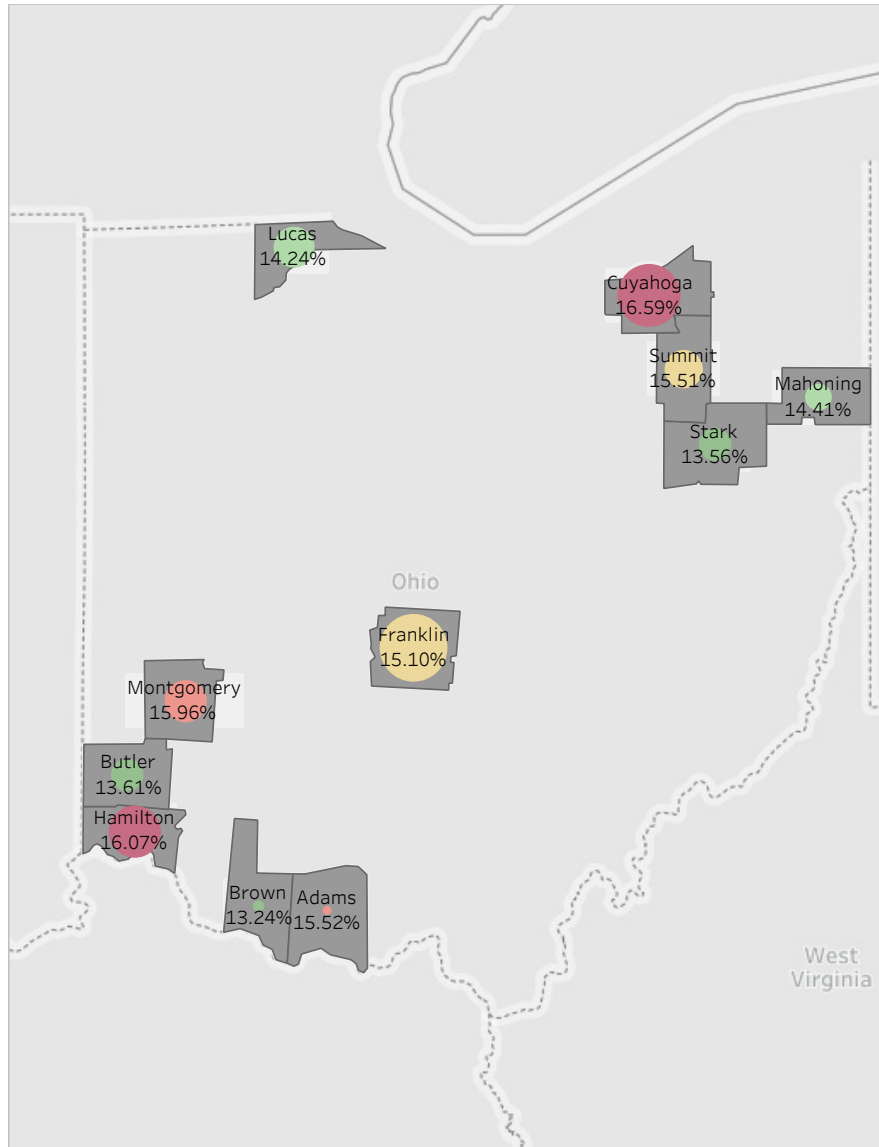 Lucas
14.24%
Cuyahoga
16.59%
Summit
15.51%
Mahoning
14.41%
Stark
13.56%
Ohio
Franklin
15.10%
Montgomery
15.96%
Butler
13.61%
Hamilton
16.07%
Brown
13.24%
Adams
15.52%
West
Virginia